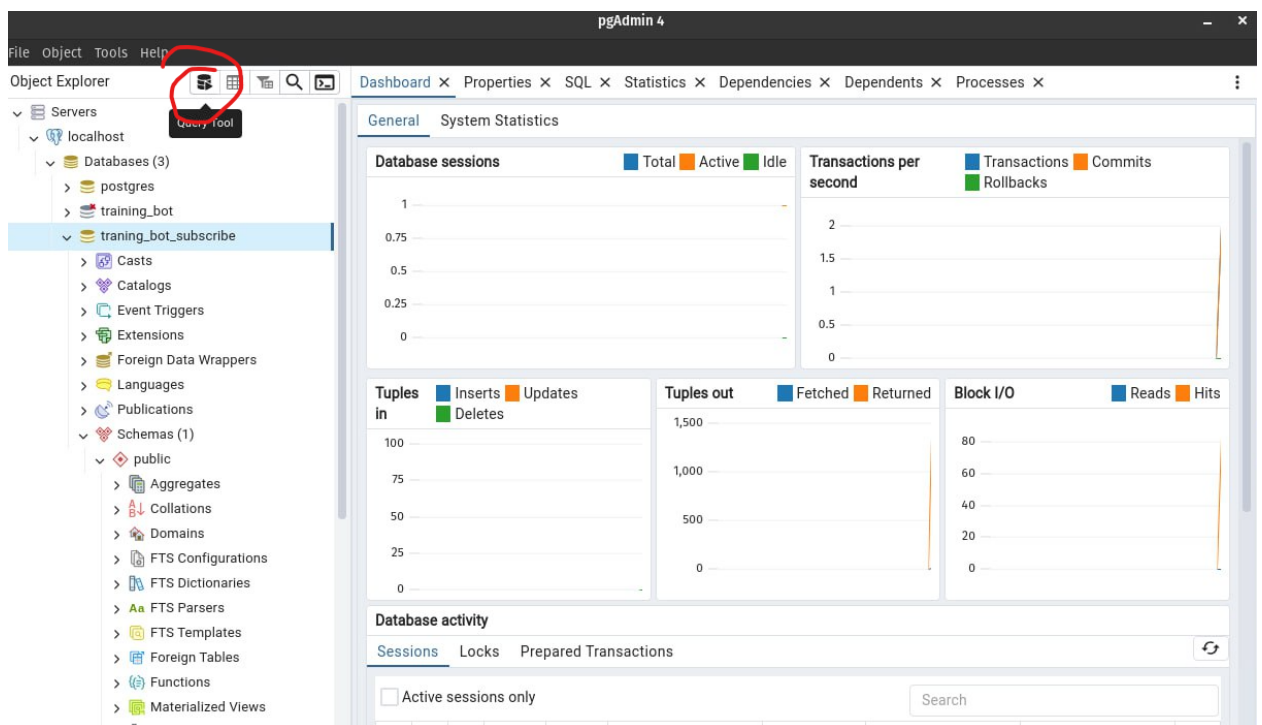 pgAdmin 4
File Object Tools Help
Object Explorer
Query Tool
Servers
localhost
Databases (3)
postgres
training_bot
traning_bot_subscribe
Casts
Catalogs
Event Triggers
Extensions
Foreign Data Wrappers
Languages
Publications
Schemas (1)
public
Aggregates
Collations
Domains
FTS Configurations
FTS Dictionaries
Aa FTS Parsers
FTS Templates
Foreign Tables
Functions
Materialized Views
Dashboard Properties SQL Statistics Dependencies Dependents Processes
General System Statistics
Database sessions
Total Active Idle
1
0.75
0.5
0.25
0
Transactions per
second
Transactions Commits
Rollbacks
2
1.5
1
0.5
0
Tuples
in
Inserts Updates
Deletes
100
75
50
25
0
Tuples out
Fetched Returned
1,500
1,000
500
0
Block I/O
Reads Hits
80
60
40
20
0
Database activity
Sessions Locks Prepared Transactions
Active sessions only
Search